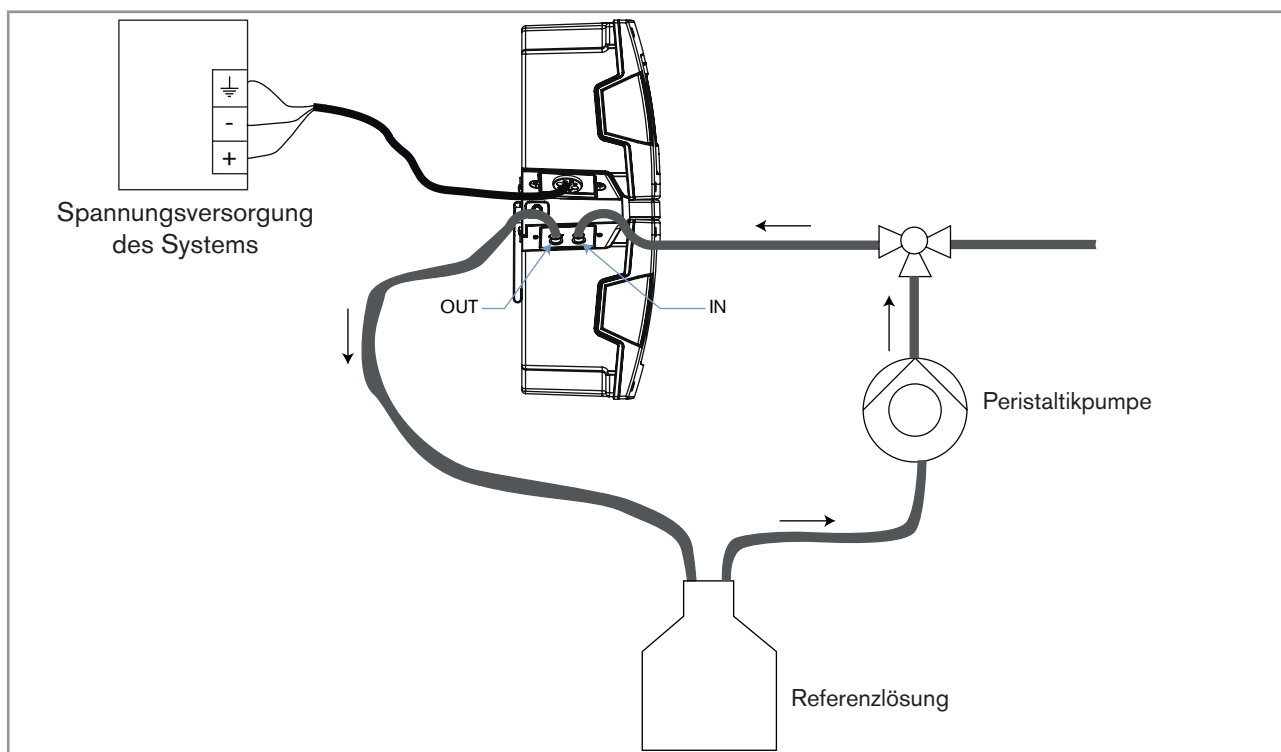 -
+
Spannungsversorgung
des Systems
OUT
IN
Peristaltikpumpe
Referenzlösung